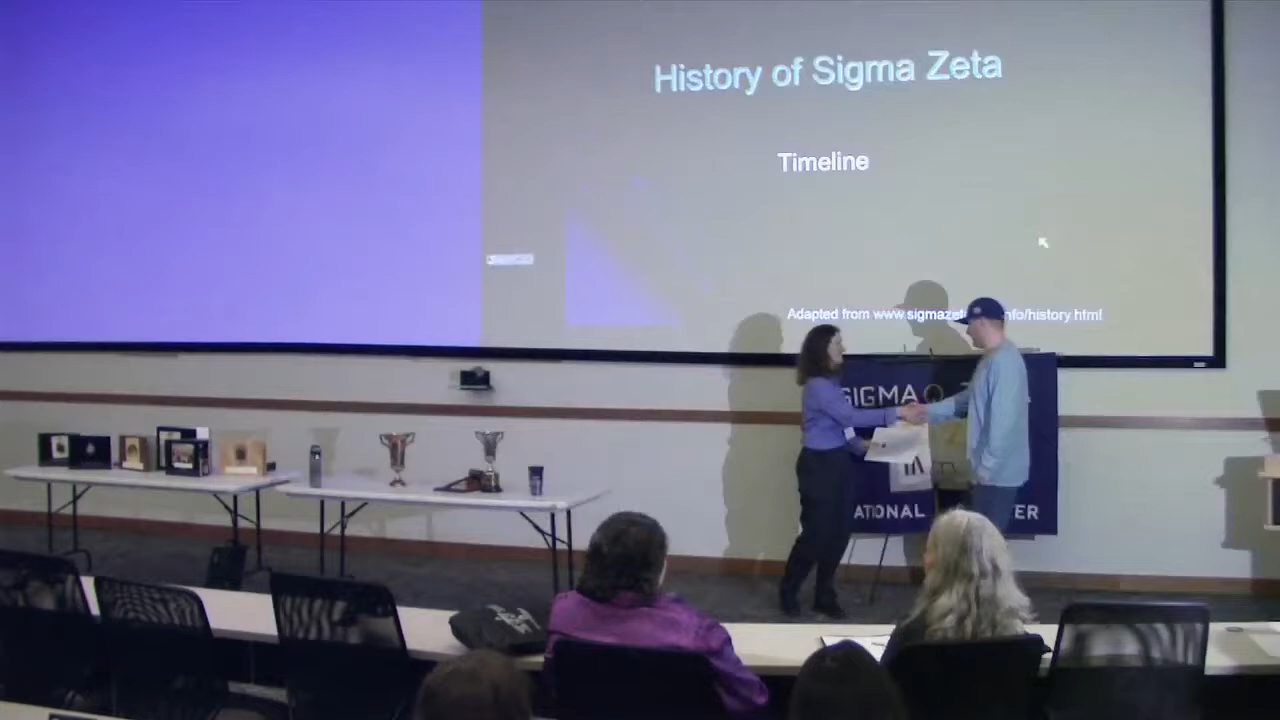 History of Sigma Zeta
Timeline
Adapted from www.sigmazet nfo/history.html
SIGMA
ATIONAL ER